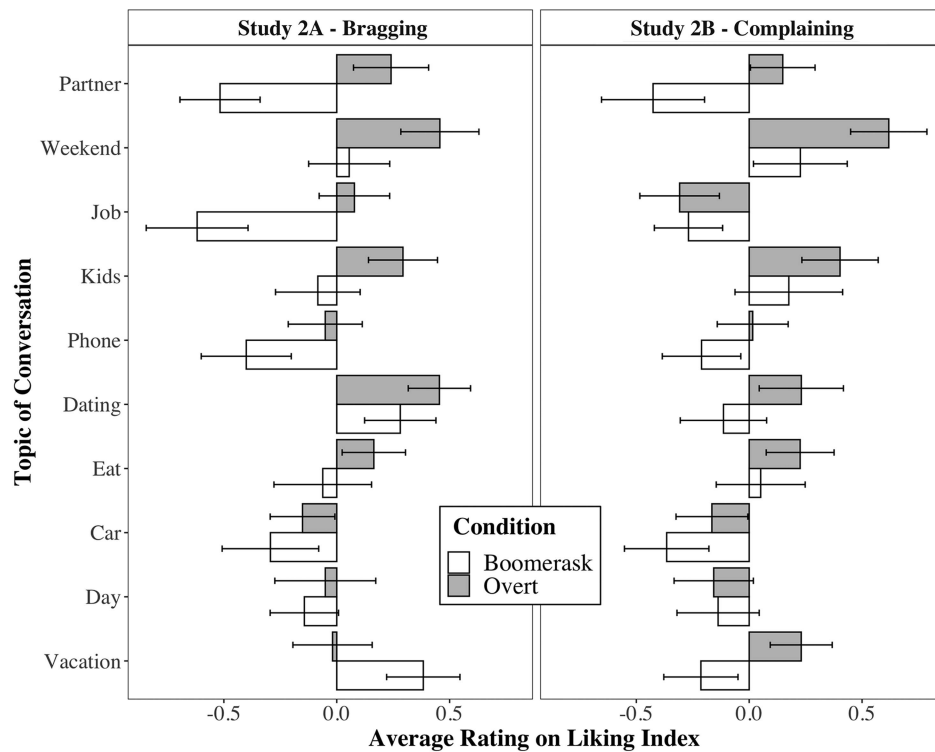 Study 2A - Bragging
Study 2B - Complaining
Topic of Conversation
Partner
Weekend
Job
Kids
Phone
Dating
Eat
Car
Day
Vacation
Condition
Boomerask
Overt
-0.5 0.0 0.5
-0.5 0.0 0.5
Average Rating on Liking Index